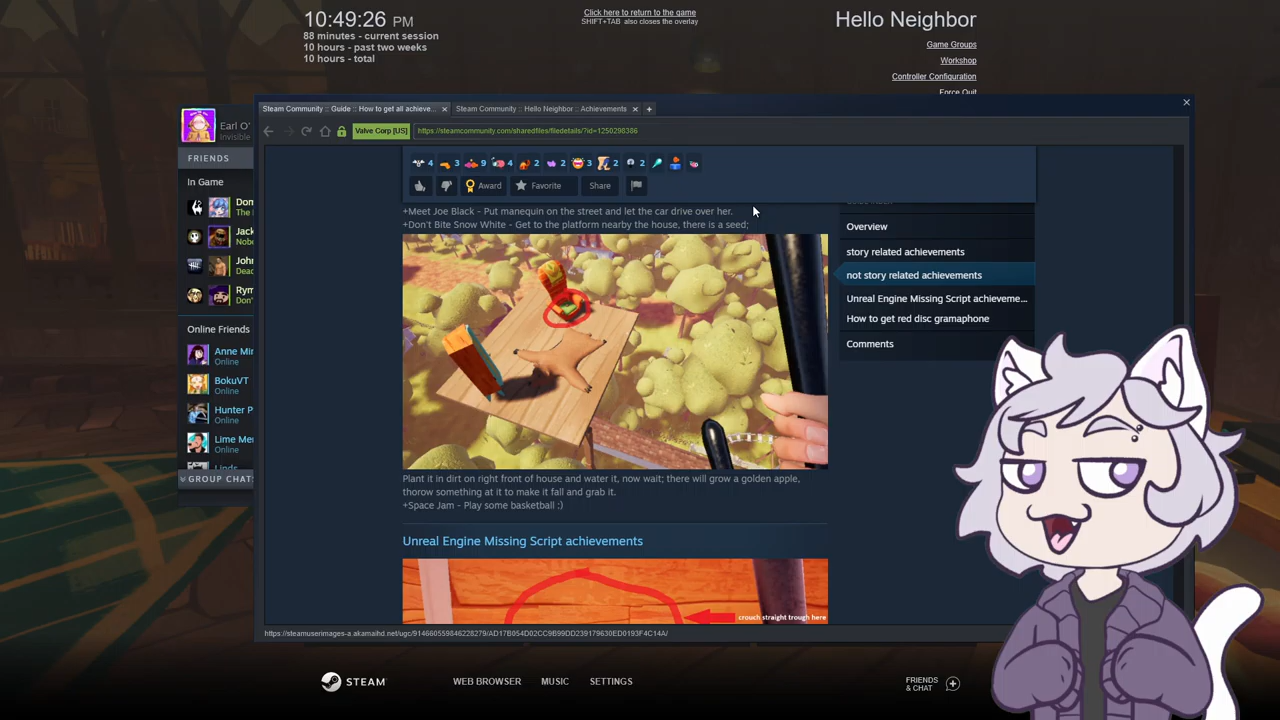 10:49:26 PM
88 minutes - current session
10 hours - past two weeks
10 hours - total
Click here to return to the game
SHIFT+TAB also closes the overlay
Hello Neighbor
Game Groups
Workshop
Controller Configuration
Force Quit
Earl O'
Invisible
FRIENDS
In Game
Dom
The
Jack
Nobe
John
Dead
Rym
Don'
Online Friends
Anne Mir
Online
BokuVT
Online
Hunter P
Online
Lime Me
Online
Linds
GROUP CHAT
Steam Community :: Guide :: How to get all achieve...
Steam Community :: Hello Neighbor :: Achievements
Valve Corp [US]
https://steamcommunity.com/sharedfiles/filedetails/?id=1250298386
4 3 9 4 2 2 3 2 2
Award
Favorite
Share
+Meet Joe Black - Put manequin on the street and let the car drive over her.
+Don't Bite Snow White - Get to the platform nearby the house, there is a seed;
Plant it in dirt on right front of house and water it, now wait; there will grow a golden apple,
thorow something at it to make it fall and grab it.
+Space Jam - Play some basketball :)
Unreal Engine Missing Script achievements
crouch straight trough here
Overview
story related achievements
not story related achievements
Unreal Engine Missing Script achieveme...
How to get red disc gramaphone
Comments
https://steamuserimages-a.akamaihd.net/ugc/914660559846228279/AD17B054D02CC9B99DD239179630ED0193F4C14A/
STEAM
WEB BROWSER
MUSIC
SETTINGS
FRIENDS
& CHAT